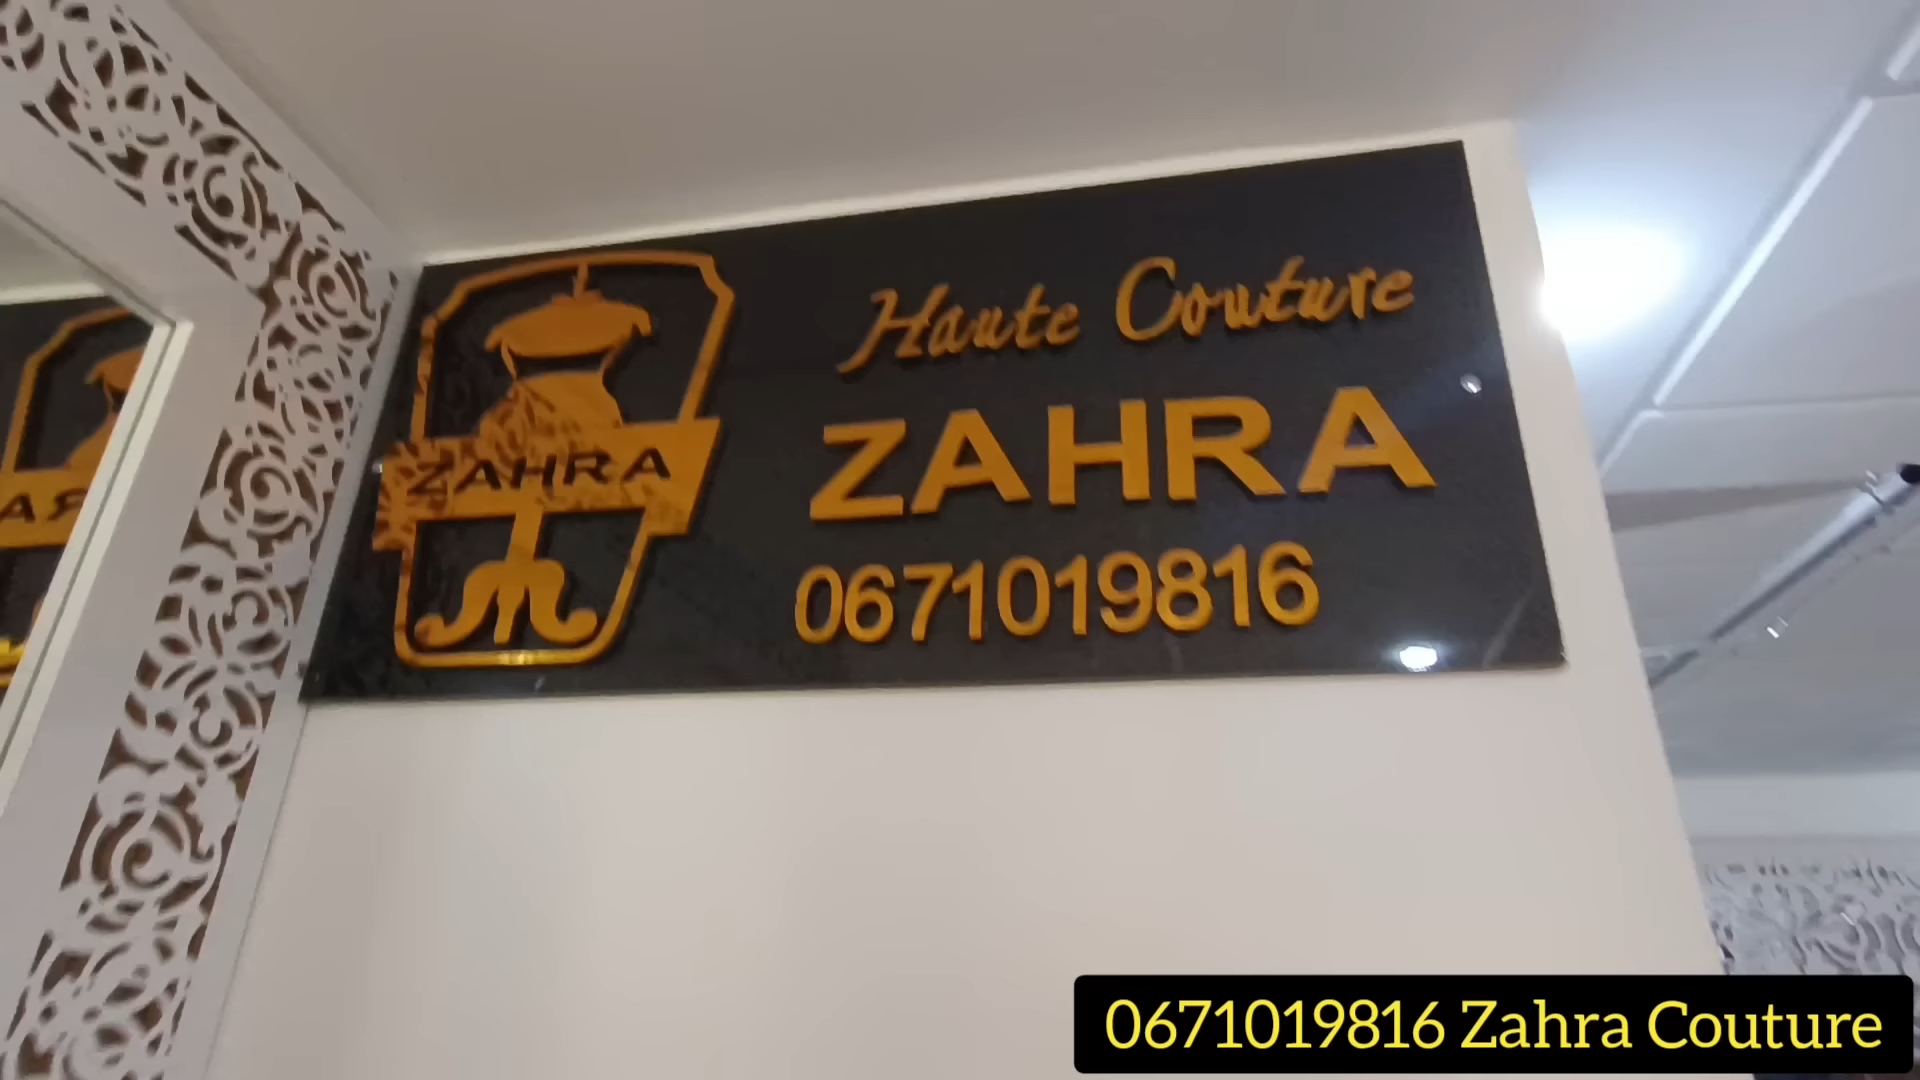 Haute Couture
ZAHRA
ZAHRA
0671019816
0671019816 Zahra Couture